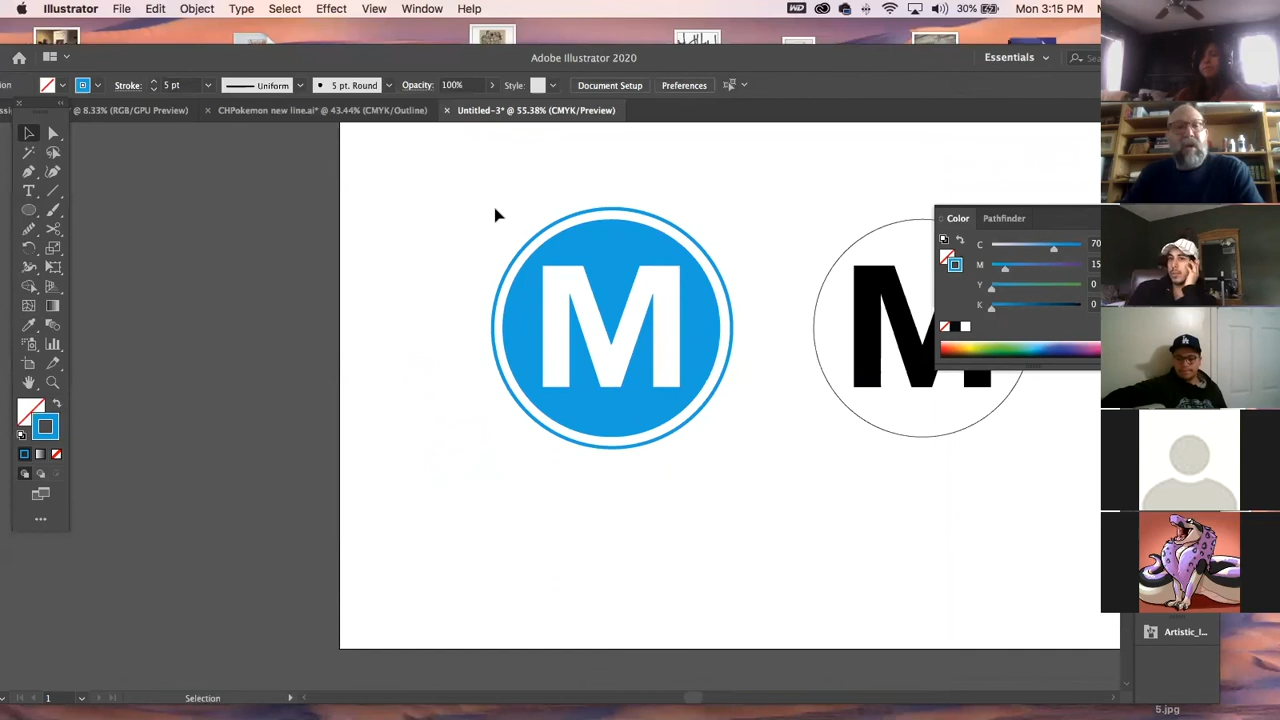 Illustrator File Edit Object Type Select Effect View Window Help 30% Mon 3:15 PM
Adobe Illustrator 2020 Essentials
Stroke: 5 pt Uniform 5 pt. Round Opacity: 100% Style: Document Setup Preferences
@ 8.33% (RGB/GPU Preview) × CHPokemon new line.ai* @ 43.44% (CMYK/Outline) × Untitled-3* @ 55.38% (CMYK/Preview)
Color Pathfinder
C 70
M 15
Y 0
K 0
M M
Artistic_I...
1 Selection
5.jpg